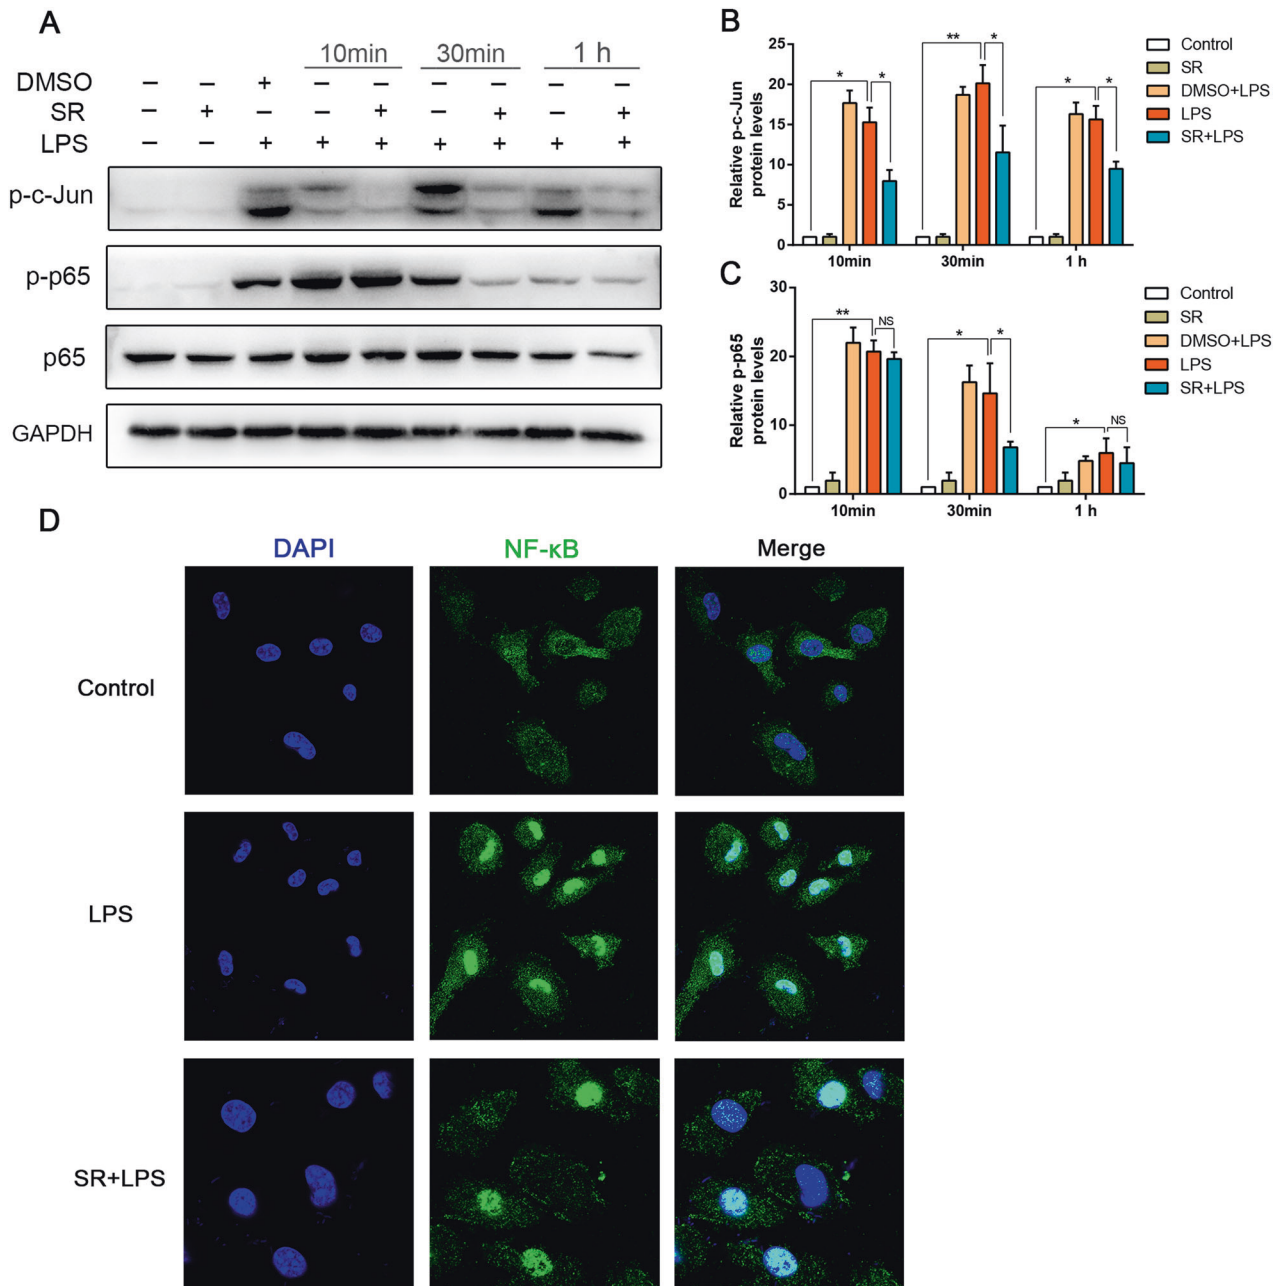 A
10min 30min 1 h
DMSO – – + – – – – – –
SR – + – – + – + – +
LPS – – + + + + + + +
p-c-Jun
p-p65
p65
GAPDH
B
Relative p-c-Jun
protein levels
25
20
15
10
5
0
* * ** * * *
10min 30min 1 h
Control
SR
DMSO+LPS
LPS
SR+LPS
C
Relative p-p65
protein levels
30
20
10
0
** NS * * * NS
10min 30min 1 h
Control
SR
DMSO+LPS
LPS
SR+LPS
D
DAPI NF-κB Merge
Control
LPS
SR+LPS